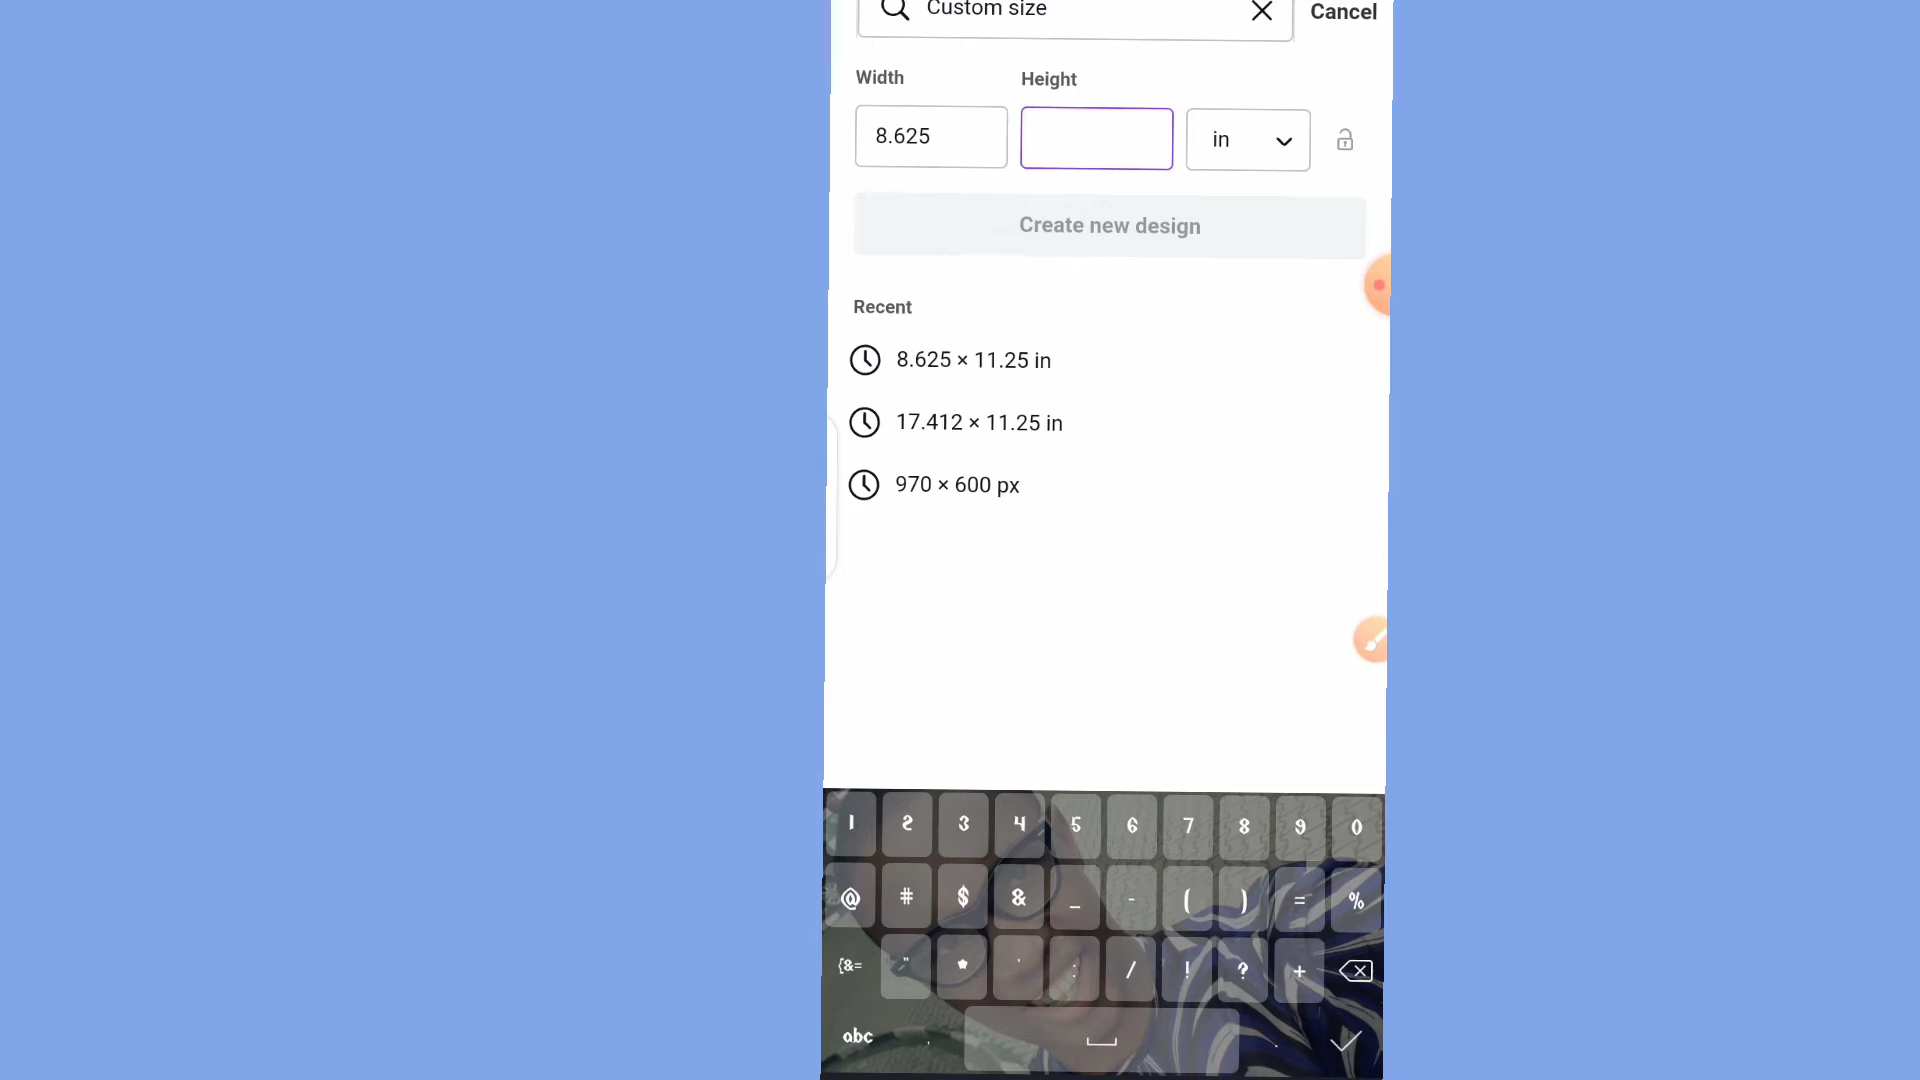 Custom size
Cancel
Width
Height
8.625
in
Create new design
Recent
8.625 × 11.25 in
17.412 × 11.25 in
970 × 600 px
1 2 3 4 5 6 7 8 9 0
@ # $ & _ - ( ) = %
{&= " * ' : / ! ? +
abc , .